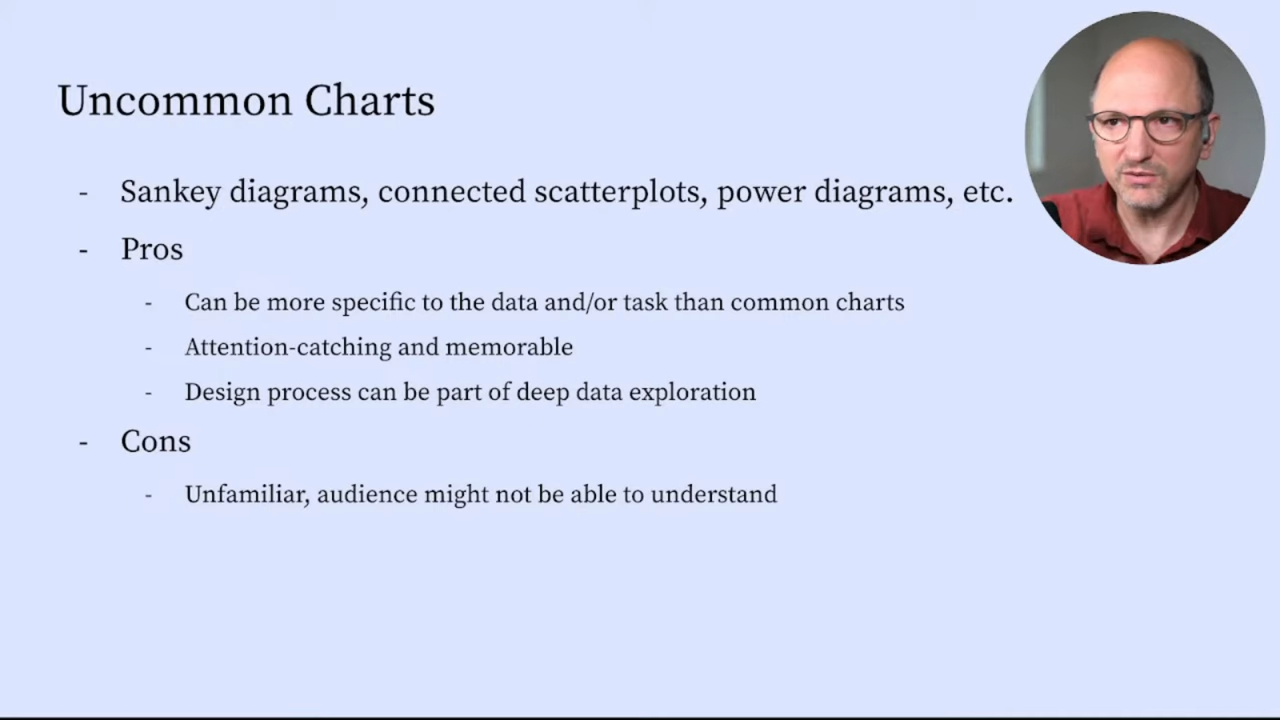 Uncommon Charts
- Sankey diagrams, connected scatterplots, power diagrams, etc.
- Pros
- Can be more specific to the data and/or task than common charts
- Attention-catching and memorable
- Design process can be part of deep data exploration
- Cons
- Unfamiliar, audience might not be able to understand